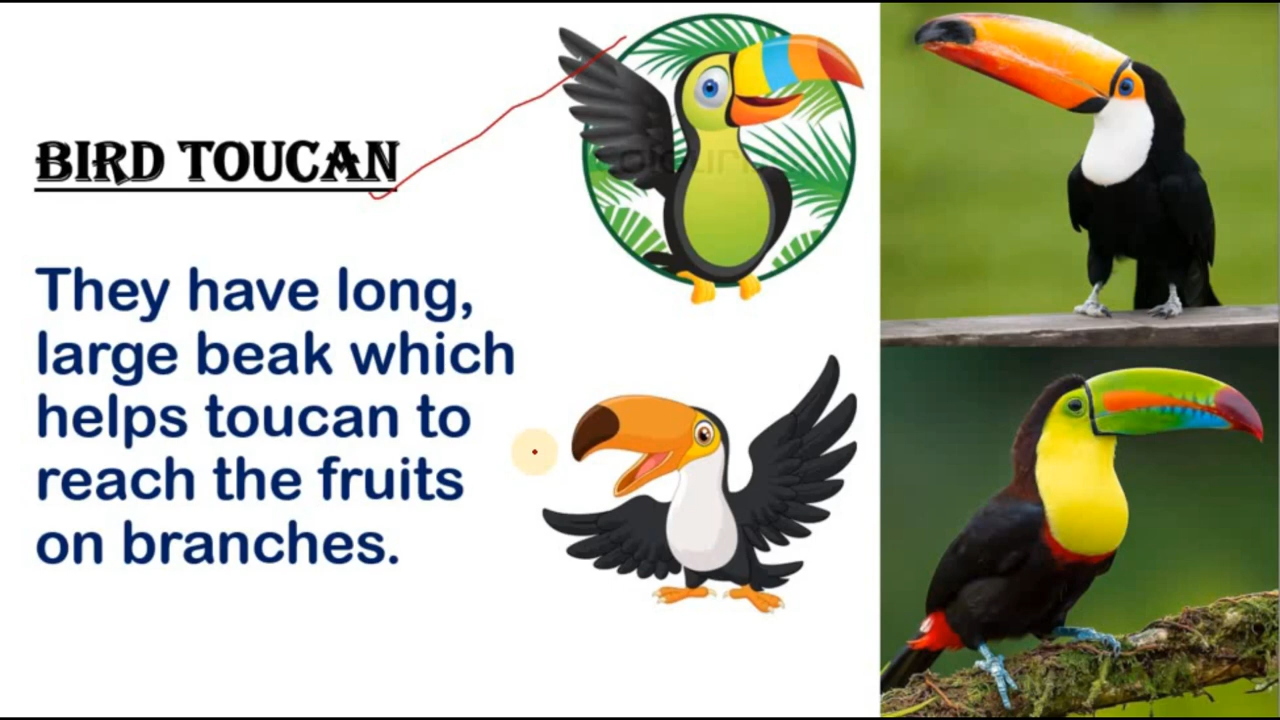 BIRD TOUCAN
They have long,
large beak which
helps toucan to
reach the fruits
on branches.